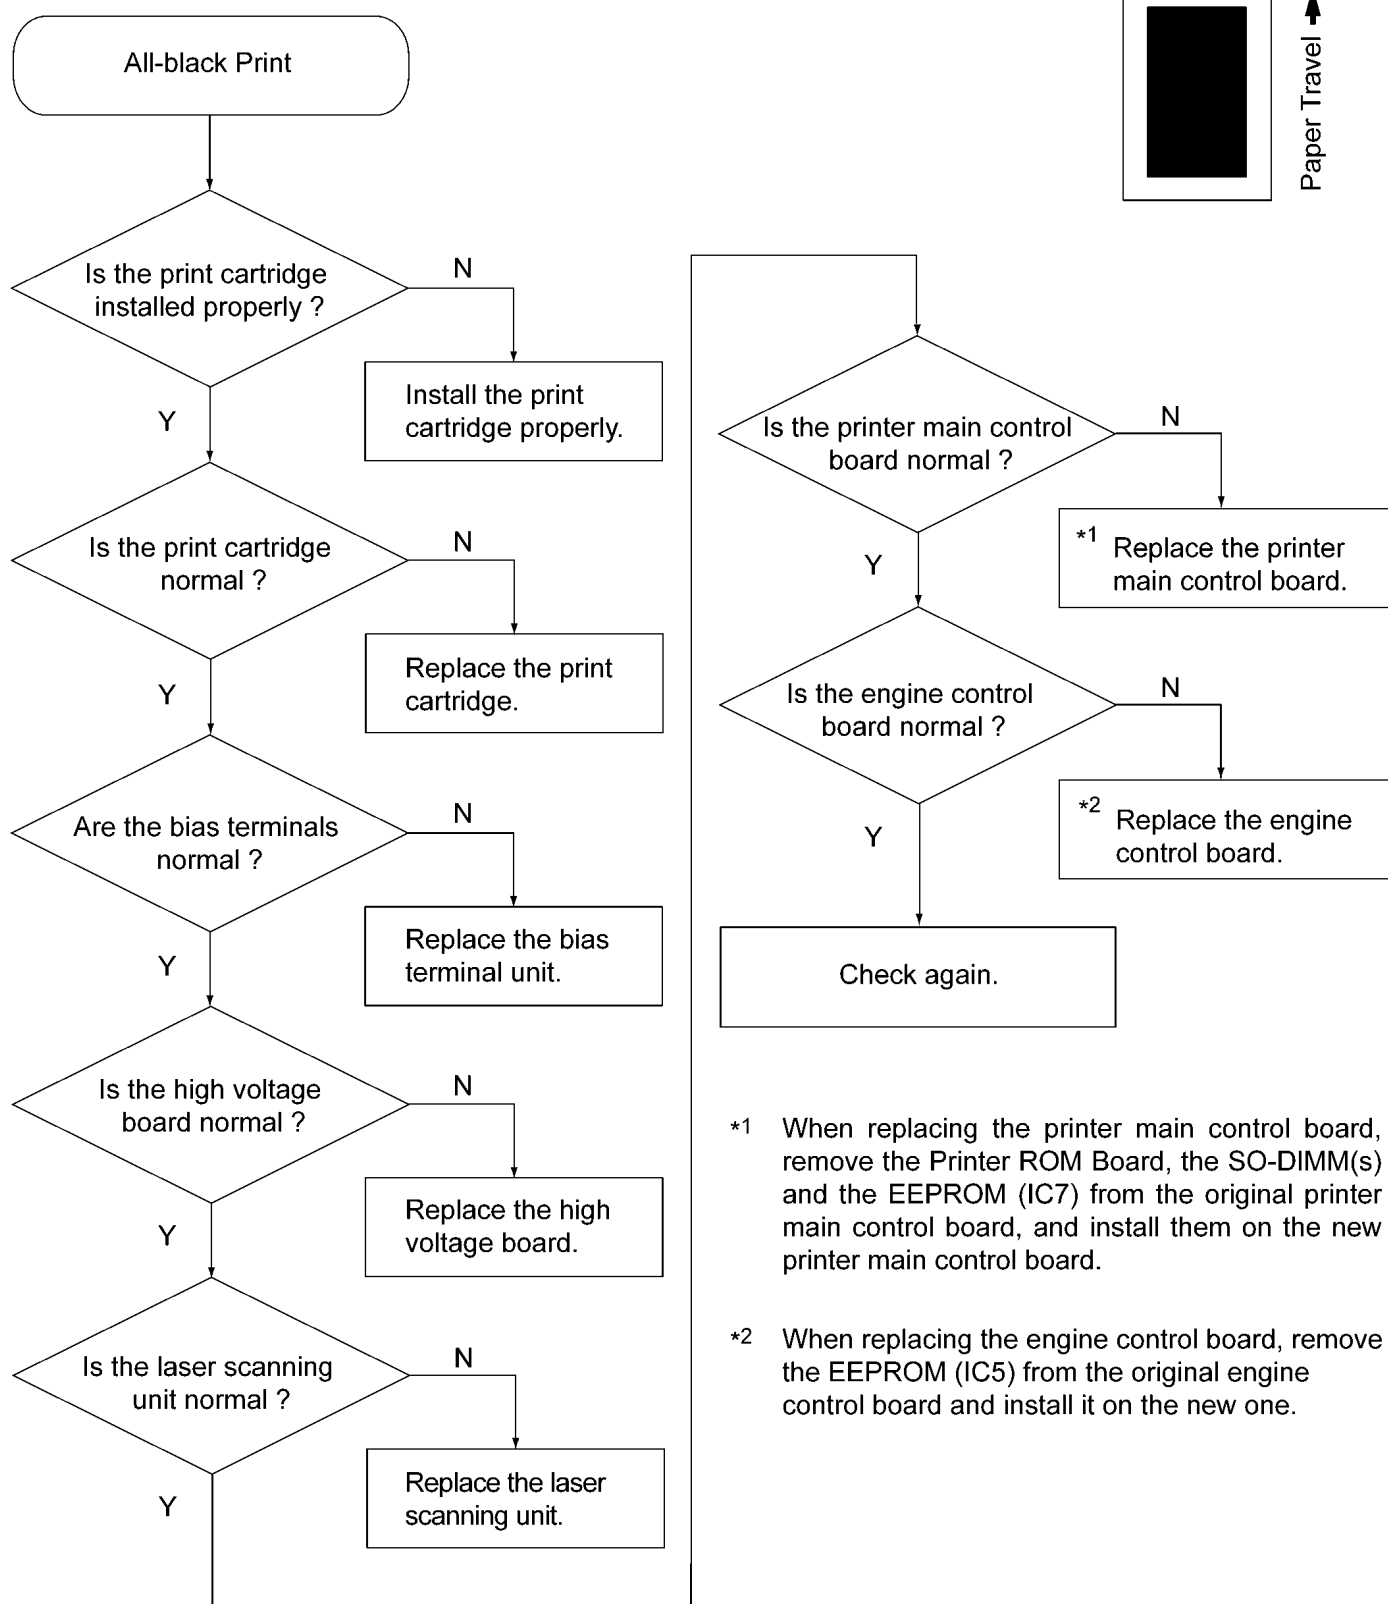 All-black Print
Paper Travel
Is the print cartridge
installed properly ?
N
Install the print
cartridge properly.
Y
Is the print cartridge
normal ?
N
Replace the print
cartridge.
Y
Are the bias terminals
normal ?
N
Replace the bias
terminal unit.
Y
Is the high voltage
board normal ?
N
Replace the high
voltage board.
Y
Is the laser scanning
unit normal ?
N
Replace the laser
scanning unit.
Y
Is the printer main control
board normal ?
N
*1 Replace the printer
main control board.
Y
Is the engine control
board normal ?
N
*2 Replace the engine
control board.
Y
Check again.
*1 When replacing the printer main control board,
remove the Printer ROM Board, the SO-DIMM(s)
and the EEPROM (IC7) from the original printer
main control board, and install them on the new
printer main control board.
*2 When replacing the engine control board, remove
the EEPROM (IC5) from the original engine
control board and install it on the new one.